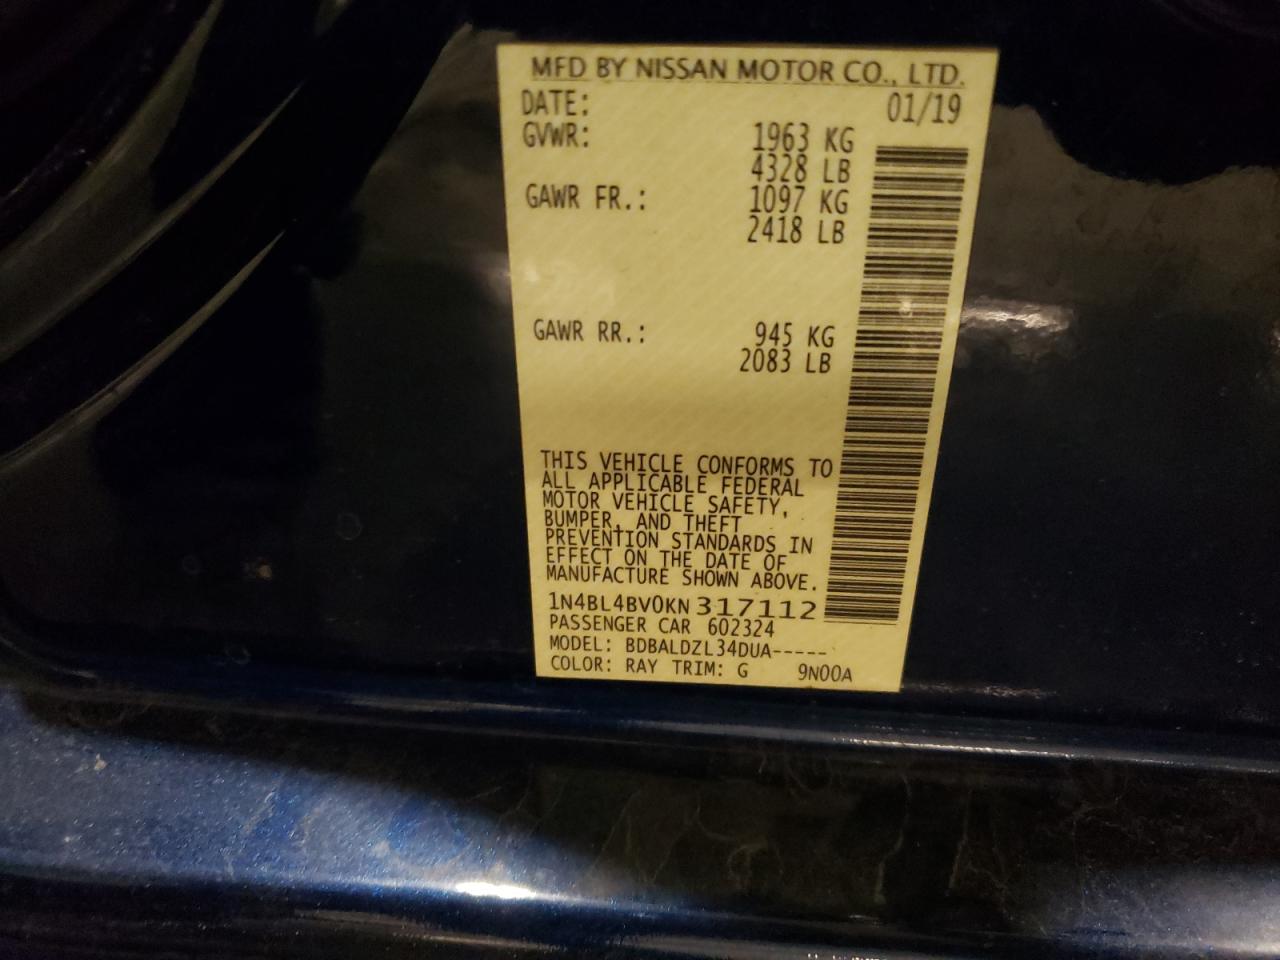 MFD BY NISSAN MOTOR CO., LTD.
DATE: 01/19
GVWR: 1963 KG
4328 LB
GAWR FR.: 1097 KG
2418 LB
GAWR RR.: 945 KG
2083 LB
THIS VEHICLE CONFORMS TO
ALL APPLICABLE FEDERAL
MOTOR VEHICLE SAFETY,
BUMPER, AND THEFT
PREVENTION STANDARDS IN
EFFECT ON THE DATE OF
MANUFACTURE SHOWN ABOVE.
1N4BL4BV0KN317112
PASSENGER CAR 602324
MODEL: BDBALDZL34DUA-----
COLOR: RAY TRIM: G 9N00A